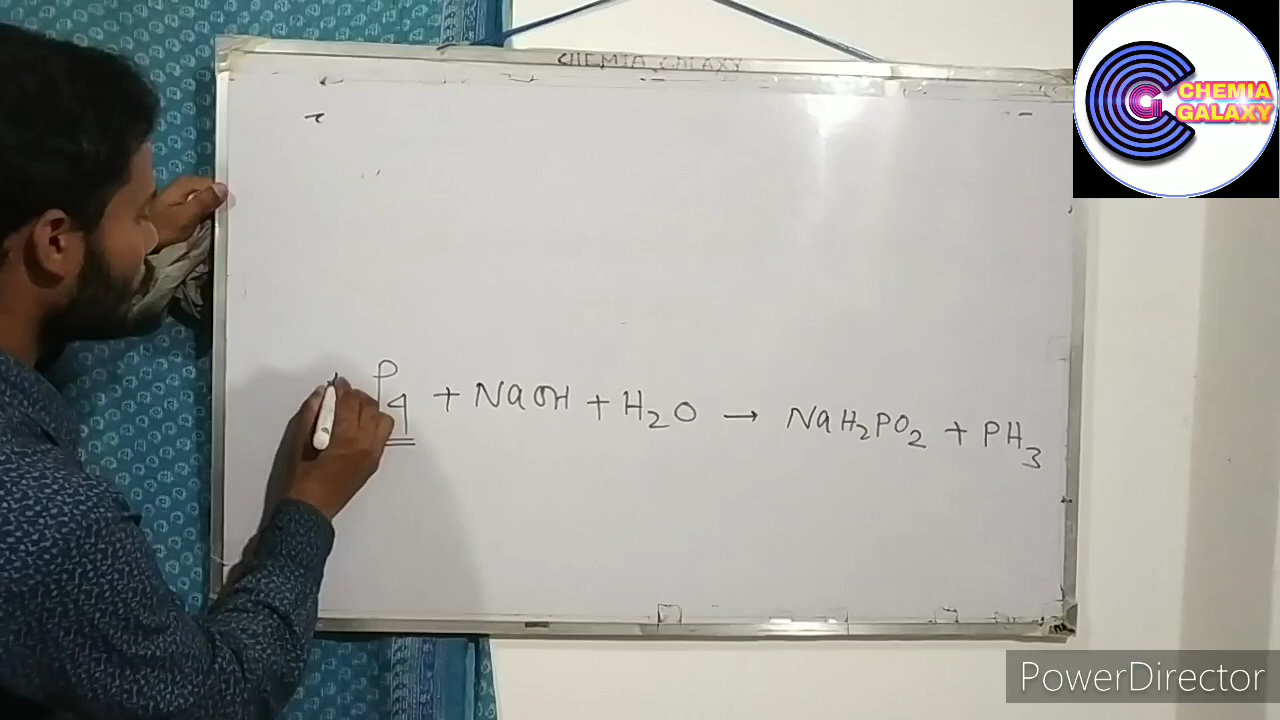 CHEMIA GALAXY
CHEMIA
GALAXY
P₄ + NaOH + H₂O → NaH₂PO₂ + PH₃
PowerDirector